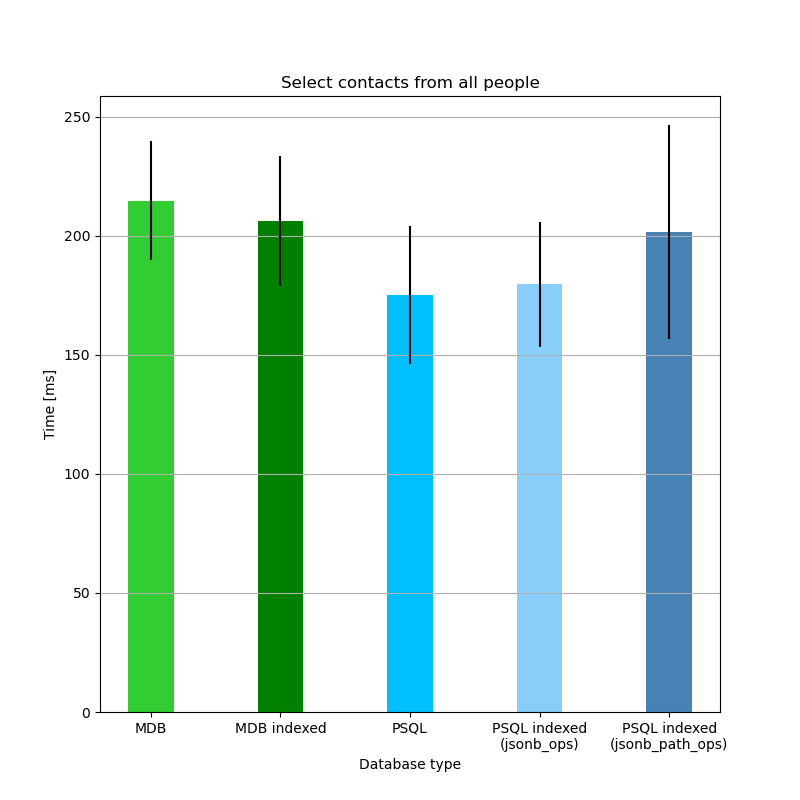 Select contacts from all people
Time [ms]
250
200
150
100
50
0
MDB
MDB indexed
PSQL
PSQL indexed
(jsonb_ops)
PSQL indexed
(jsonb_path_ops)
Database type